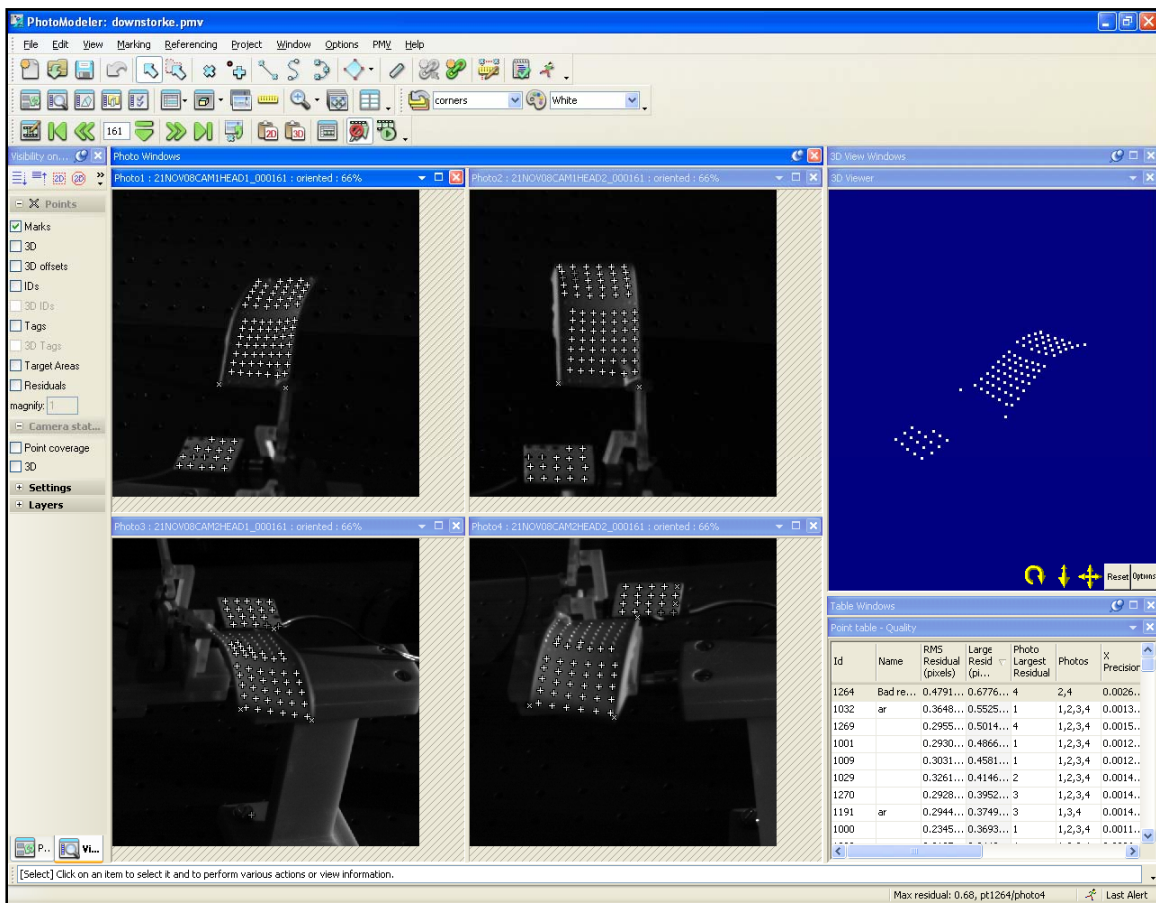 PhotoModeler: downstorke.pmv
File Edit View Marking Referencing Project Window Options PMV Help
corners White
161 2D 3D
Visibility on... Photo Windows 3D View Windows
2D 2D Photo1 : 21NOV08CAM1HEAD1_000161 : oriented : 66% Photo2 : 21NOV08CAM1HEAD2_000161 : oriented : 66% 3D Viewer
Points
Marks
3D
3D offsets
IDs
3D IDs
Tags
3D Tags
Target Areas
Residuals
magnify: 1
Camera stat...
Point coverage
3D
Settings
Layers
Photo3 : 21NOV08CAM2HEAD1_000161 : oriented : 66% Photo4 : 21NOV08CAM2HEAD2_000161 : oriented : 66%
Reset Options
Table Windows
Point table - Quality
Id Name RMS Residual (pixels) Large Resid (pi... Photo Largest Residual Photos X Precision
1264 Bad re... 0.4791... 0.6776... 4 2,4 0.0026..
1032 ar 0.3648... 0.5525... 1 1,2,3,4 0.0013..
1269 0.2955... 0.5014... 4 1,2,3,4 0.0015..
1001 0.2930... 0.4866... 1 1,2,3,4 0.0012..
1009 0.3031... 0.4581... 1 1,2,3,4 0.0012..
1029 0.3261... 0.4146... 2 1,2,3,4 0.0014..
1270 0.2928... 0.3952... 3 1,2,3,4 0.0014..
1191 ar 0.2944... 0.3749... 3 1,3,4 0.0014..
1000 0.2345... 0.3693... 1 1,2,3,4 0.0011..
P.. Vi...
[Select] Click on an item to select it and to perform various actions or view information.
Max residual: 0.68, pt1264/photo4 Last Alert